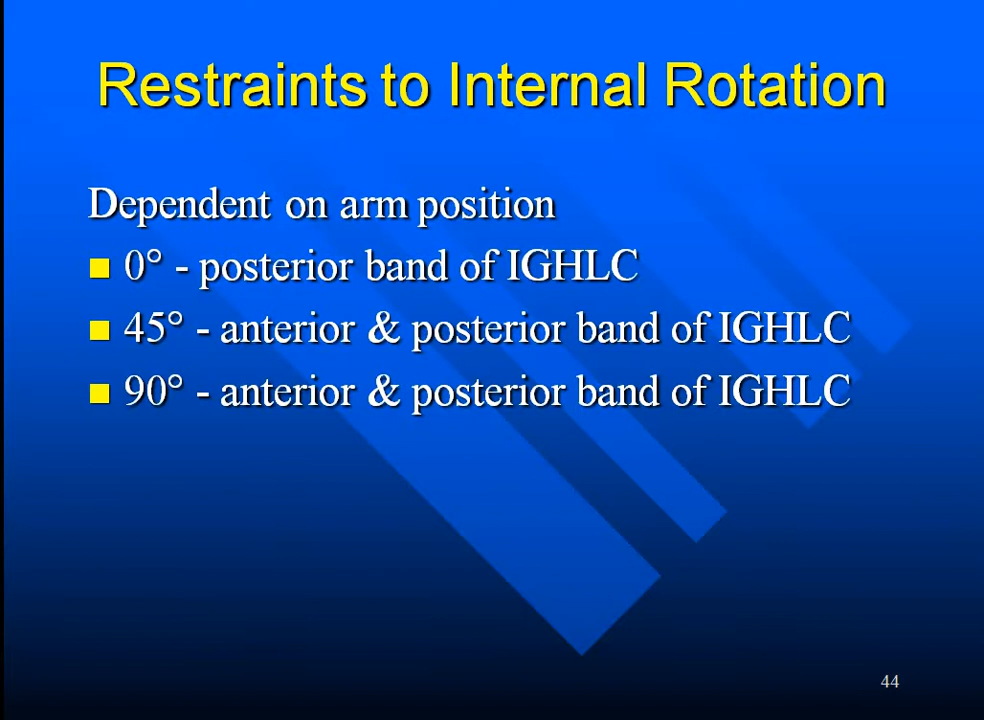 Restraints to Internal Rotation
Dependent on arm position
0° - posterior band of IGHLC
45° - anterior & posterior band of IGHLC
90° - anterior & posterior band of IGHLC
44